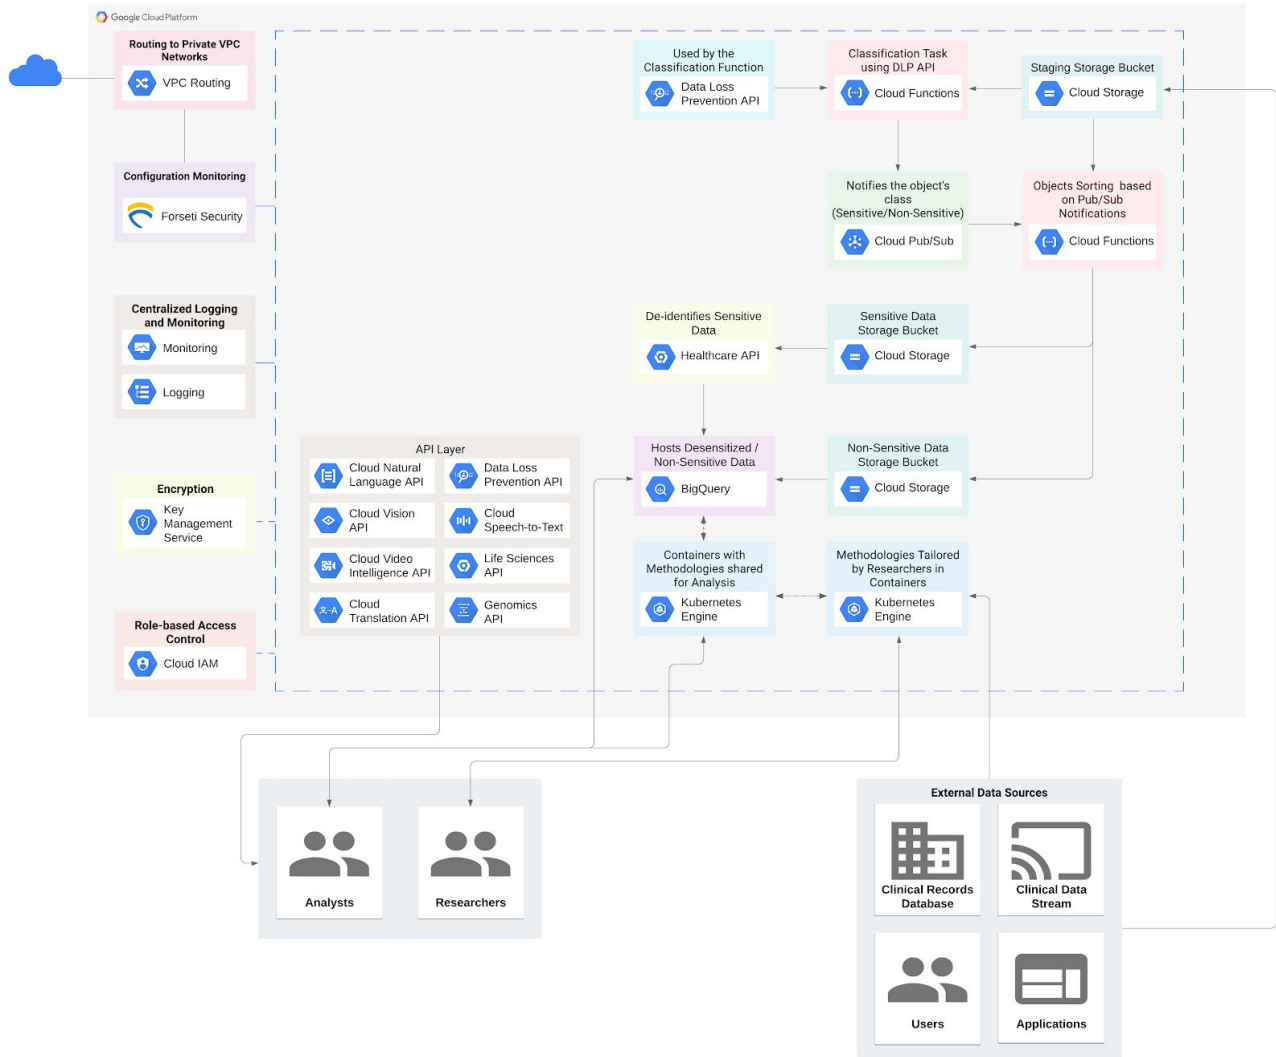 Google Cloud Platform
Routing to Private VPC
Networks
VPC Routing
Configuration Monitoring
Forseti Security
Centralized Logging
and Monitoring
Monitoring
Logging
Encryption
Key
Management
Service
Role-based Access
Control
Cloud IAM
Used by the
Classification Function
Data Loss
Prevention API
Classification Task
using DLP API
Cloud Functions
Staging Storage Bucket
Cloud Storage
Notifies the object's
class
(Sensitive/Non-Sensitive)
Cloud Pub/Sub
Objects Sorting based
on Pub/Sub
Notifications
Cloud Functions
De-identifies Sensitive
Data
Healthcare API
Sensitive Data
Storage Bucket
Cloud Storage
Hosts Desensitized /
Non-Sensitive Data
BigQuery
Non-Sensitive Data
Storage Bucket
Cloud Storage
API Layer
Cloud Natural
Language API
Data Loss
Prevention API
Cloud Vision
API
Cloud
Speech-to-Text
Cloud Video
Intelligence API
Life Sciences
API
Cloud
Translation API
Genomics
API
Containers with
Methodologies shared
for Analysis
Kubernetes
Engine
Methodologies Tailored
by Researchers in
Containers
Kubernetes
Engine
Analysts
Researchers
External Data Sources
Clinical Records
Database
Clinical Data
Stream
Users
Applications